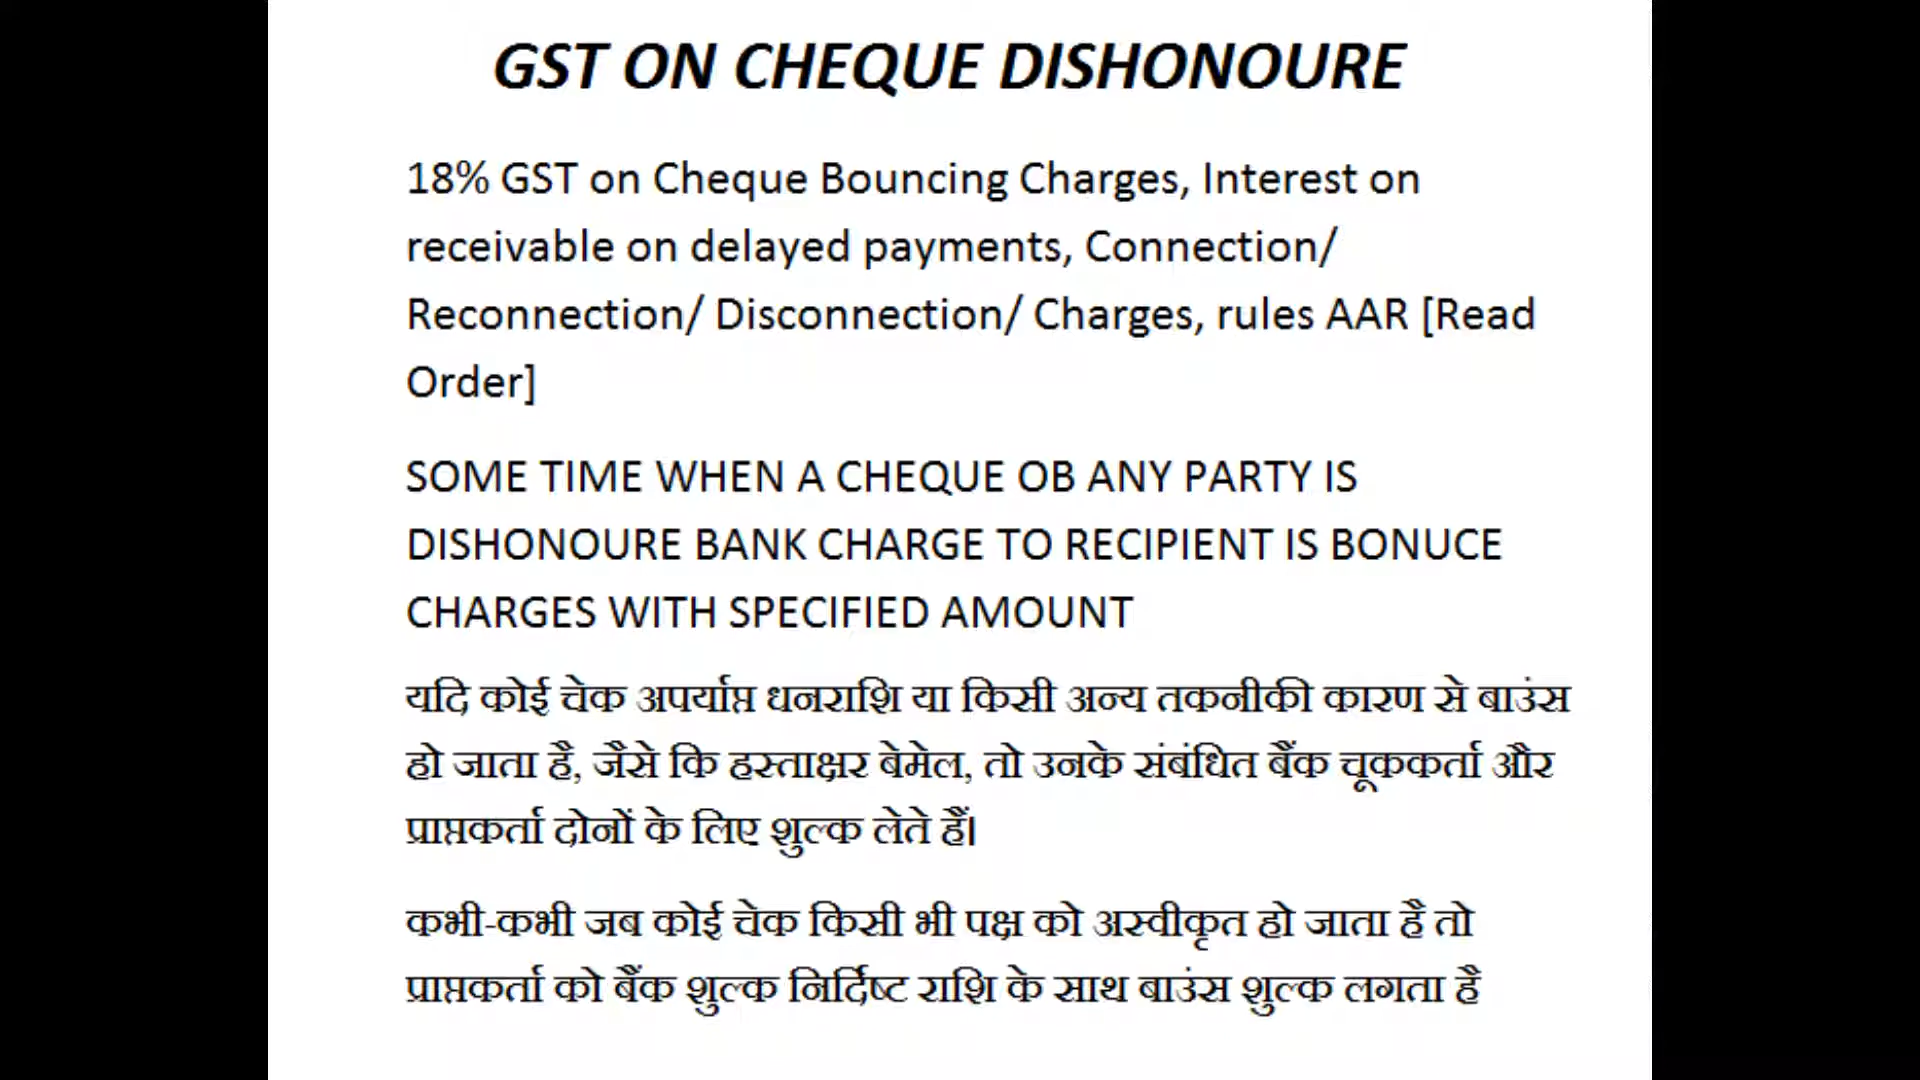 GST ON CHEQUE DISHONOURE
18% GST on Cheque Bouncing Charges, Interest on
receivable on delayed payments, Connection/
Reconnection/ Disconnection/ Charges, rules AAR [Read
Order]
SOME TIME WHEN A CHEQUE OB ANY PARTY IS
DISHONOURE BANK CHARGE TO RECIPIENT IS BONUCE
CHARGES WITH SPECIFIED AMOUNT
यदि कोई चेक अपर्याप्त धनराशि या किसी अन्य तकनीकी कारण से बाउंस
हो जाता है, जैसे कि हस्ताक्षर बेमेल, तो उनके संबंधित बैंक चूककर्ता और
प्राप्तकर्ता दोनों के लिए शुल्क लेते हैं।
कभी-कभी जब कोई चेक किसी भी पक्ष को अस्वीकृत हो जाता है तो
प्राप्तकर्ता को बैंक शुल्क निर्दिष्ट राशि के साथ बाउंस शुल्क लगता है